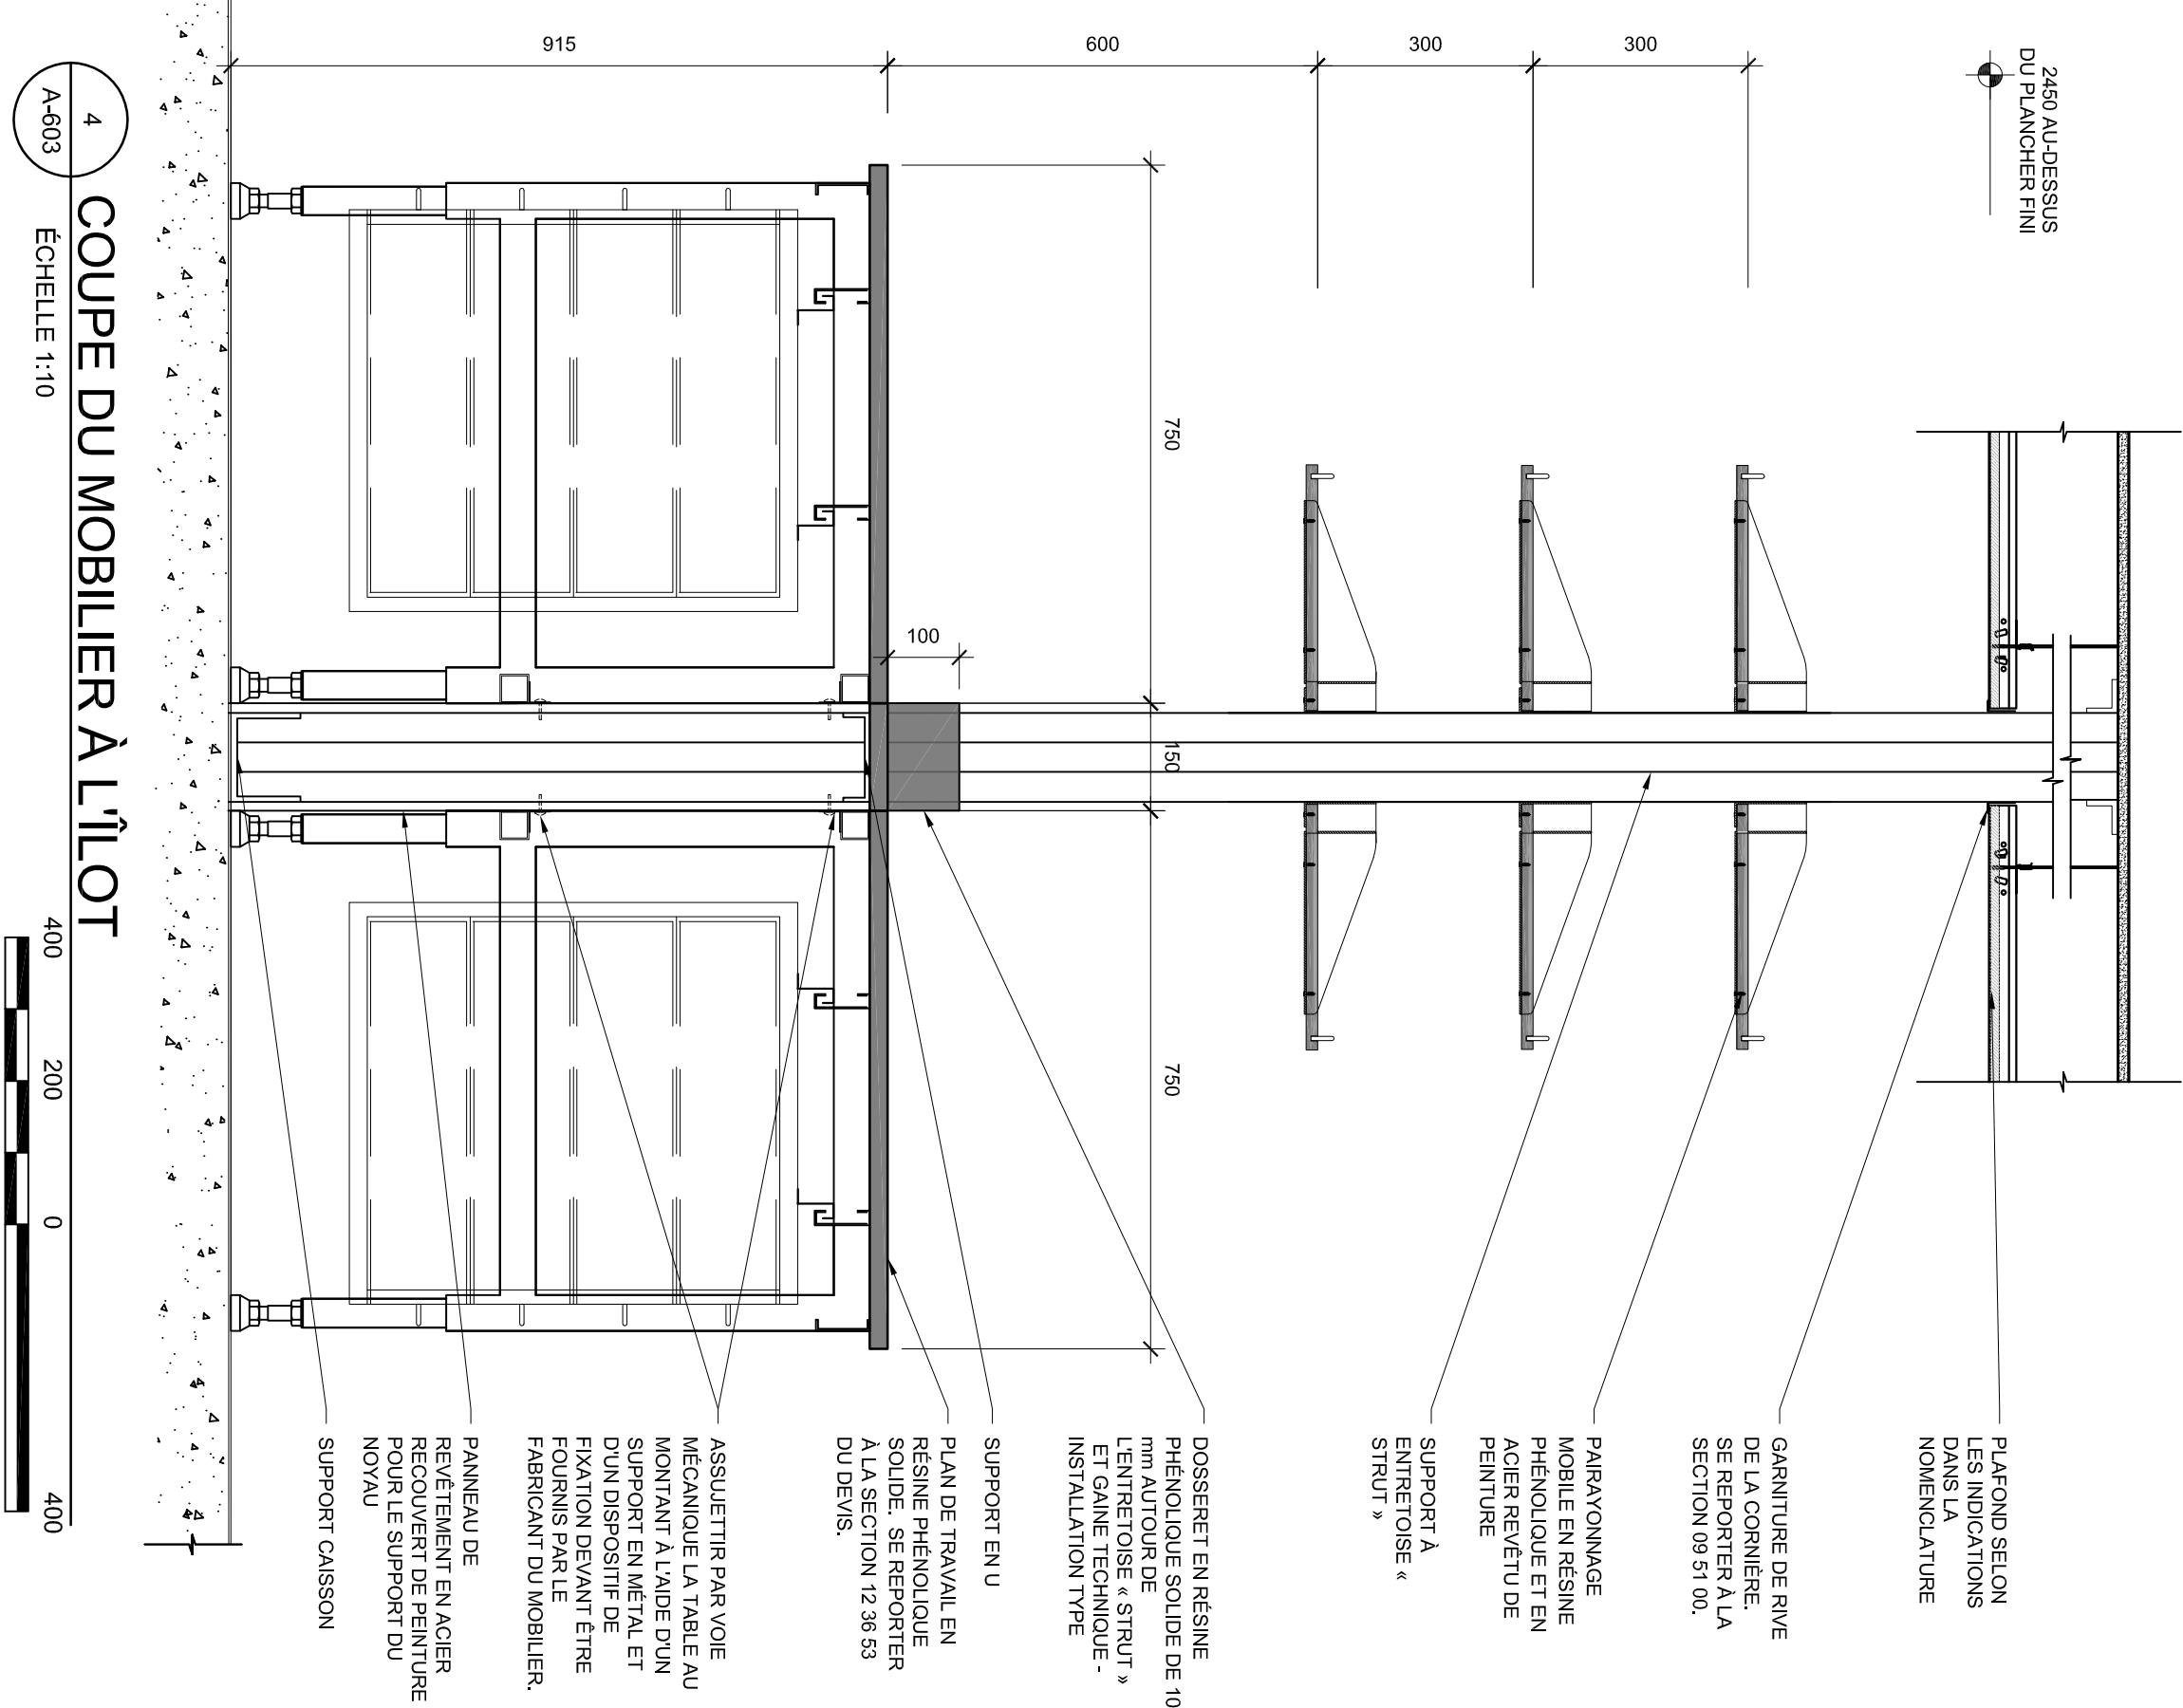 2450 AU-DESSUS
DU PLANCHER FINI
300
300
600
915
750
150
750
100
PLAFOND SELON
LES INDICATIONS
DANS LA
NOMENCLATURE
GARNITURE DE RIVE
DE LA CORNIÈRE.
SE REPORTER À LA
SECTION 09 51 00.
PAIRAYONNAGE
MOBILE EN RÉSINE
PHÉNOLIQUE ET EN
ACIER REVÊTU DE
PEINTURE
SUPPORT À
ENTRETOISE «
STRUT »
DOSSERET EN RÉSINE
PHÉNOLIQUE SOLIDE DE 10
mm AUTOUR DE
L'ENTRETOISE « STRUT »
ET GAINE TECHNIQUE -
INSTALLATION TYPE
SUPPORT EN U
PLAN DE TRAVAIL EN
RÉSINE PHÉNOLIQUE
SOLIDE. SE REPORTER
À LA SECTION 12 36 53
DU DEVIS.
ASSUJETTIR PAR VOIE
MÉCANIQUE LA TABLE AU
MONTANT À L'AIDE D'UN
SUPPORT EN MÉTAL ET
D'UN DISPOSITIF DE
FIXATION DEVANT ÊTRE
FOURNIS PAR LE
FABRICANT DU MOBILIER.
PANNEAU DE
REVÊTEMENT EN ACIER
RECOUVERT DE PEINTURE
POUR LE SUPPORT DU
NOYAU
SUPPORT CAISSON
4
A-603
COUPE DU MOBILIER À L'ÎLOT
ÉCHELLE 1:10
400
200
0
400